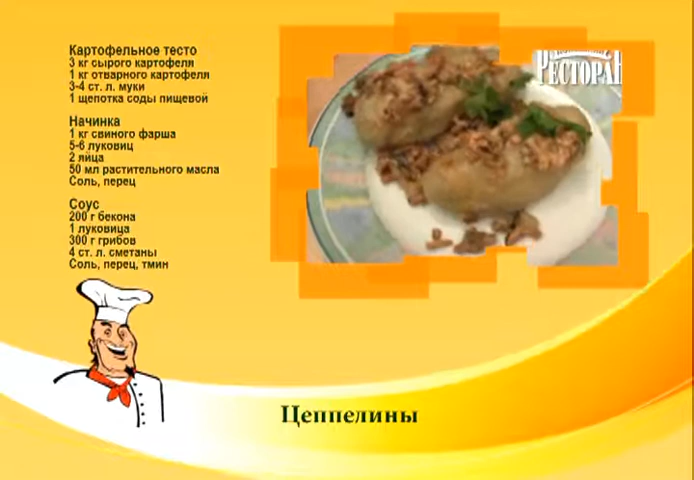 Картофельное тесто
3 кг сырого картофеля
1 кг отварного картофеля
3-4 ст. л. муки
1 щепотка соды пищевой
Начинка
1 кг свиного фарша
5-6 луковиц
2 яйца
50 мл растительного масла
Соль, перец
Соус
200 г бекона
1 луковица
300 г грибов
4 ст. л. сметаны
Соль, перец, тмин
РЕСТОРАН
Цеппелины